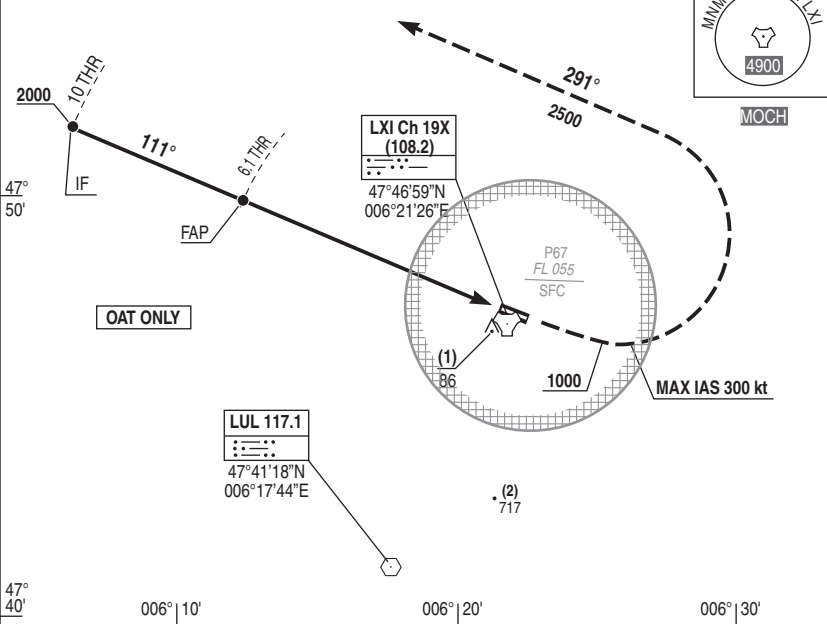 MNM
LXI
4900
MOCH
291°
2500
2000
10 THR
111°
6.1 THR
IF
FAP
LXI Ch 19X
(108.2)
47°46’59”N
006°21’26”E
47°
50'
P67
FL 055
SFC
OAT ONLY
(1)
86
1000
MAX IAS 300 kt
LUL 117.1
47°41’18”N
006°17’44”E
(2)
717
47°
40'
006° 10'
006° 20'
006° 30'